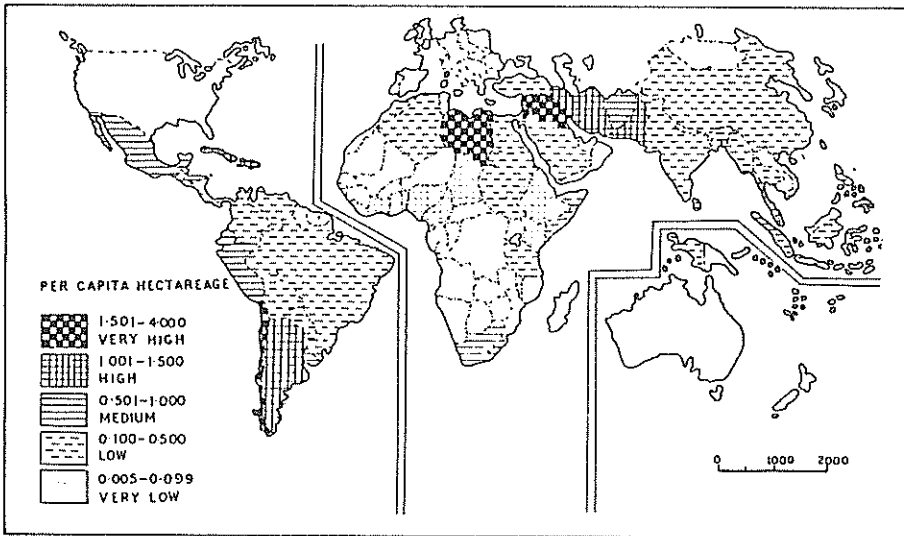 PER CAPITA HECTAREAGE
1·501–4·000
VERY HIGH
1·001–1·500
HIGH
0·501–1·000
MEDIUM
0·100–0·500
LOW
0·005–0·099
VERY LOW
0 1000 2000